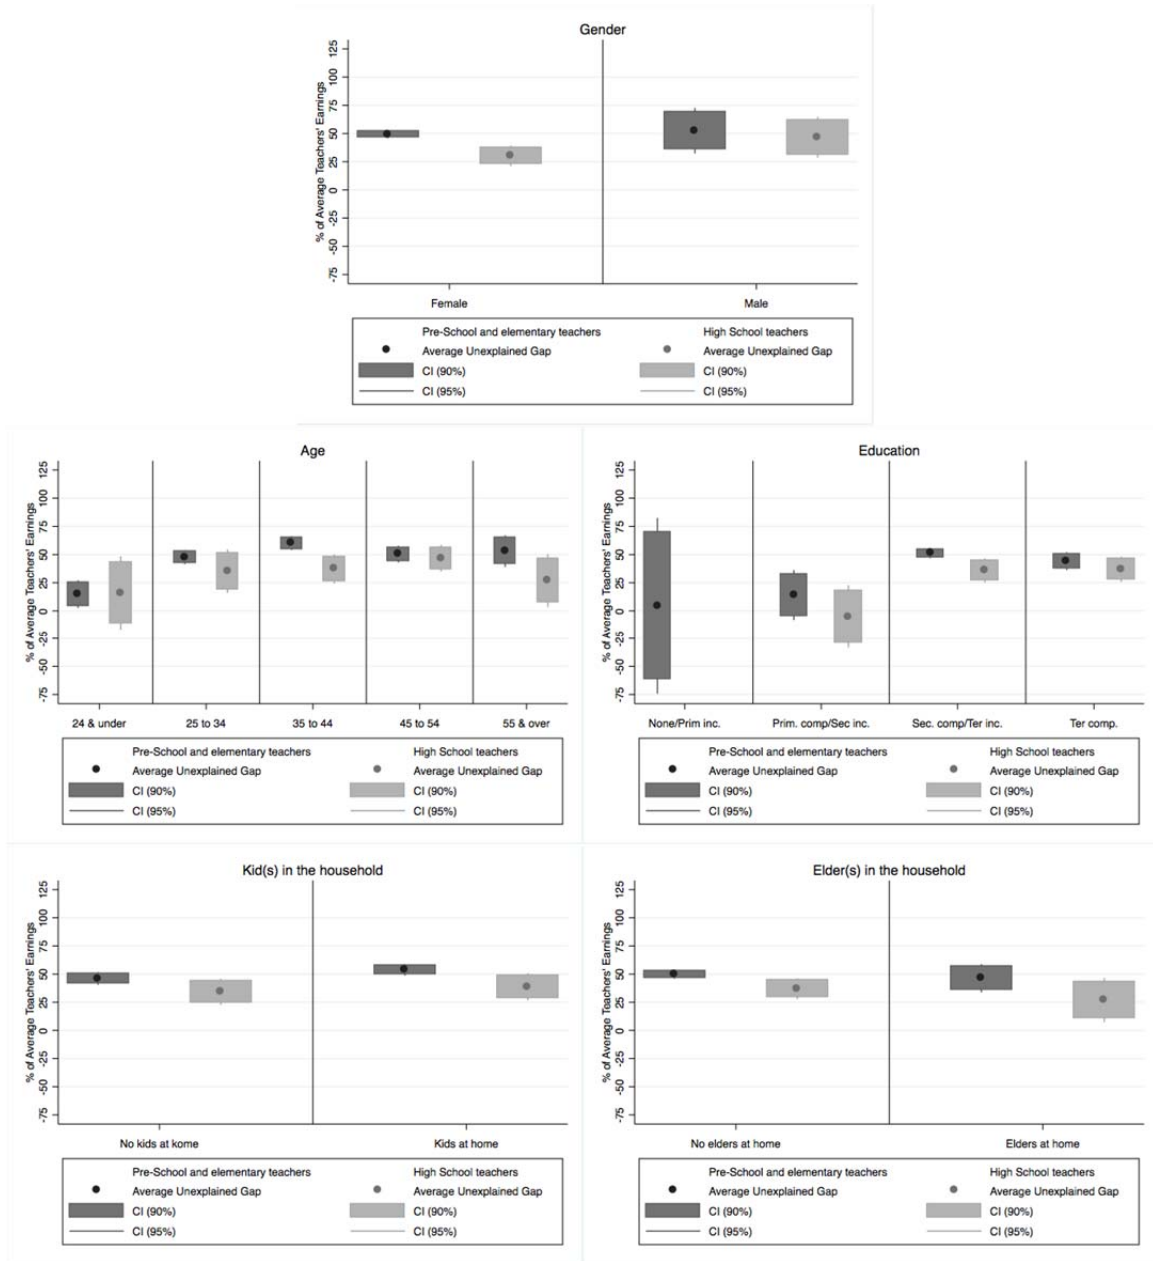 Gender
% of Average Teachers' Earnings
125
100
75
50
25
0
-25
-50
-75
Female Male
Pre-School and elementary teachers High School teachers
Average Unexplained Gap Average Unexplained Gap
CI (90%) CI (90%)
CI (95%) CI (95%)
Age
% of Average Teachers' Earnings
125
100
75
50
25
0
-25
-50
-75
24 & under 25 to 34 35 to 44 45 to 54 55 & over
Pre-School and elementary teachers High School teachers
Average Unexplained Gap Average Unexplained Gap
CI (90%) CI (90%)
CI (95%) CI (95%)
Education
% of Average Teachers' Earnings
125
100
75
50
25
0
-25
-50
-75
None/Prim inc. Prim. comp/Sec inc. Sec. comp/Ter inc. Ter comp.
Pre-School and elementary teachers High School teachers
Average Unexplained Gap Average Unexplained Gap
CI (90%) CI (90%)
CI (95%) CI (95%)
Kid(s) in the household
% of Average Teachers' Earnings
125
100
75
50
25
0
-25
-50
-75
No kids at kome Kids at home
Pre-School and elementary teachers High School teachers
Average Unexplained Gap Average Unexplained Gap
CI (90%) CI (90%)
CI (95%) CI (95%)
Elder(s) in the household
% of Average Teachers' Earnings
125
100
75
50
25
0
-25
-50
-75
No elders at home Elders at home
Pre-School and elementary teachers High School teachers
Average Unexplained Gap Average Unexplained Gap
CI (90%) CI (90%)
CI (95%) CI (95%)